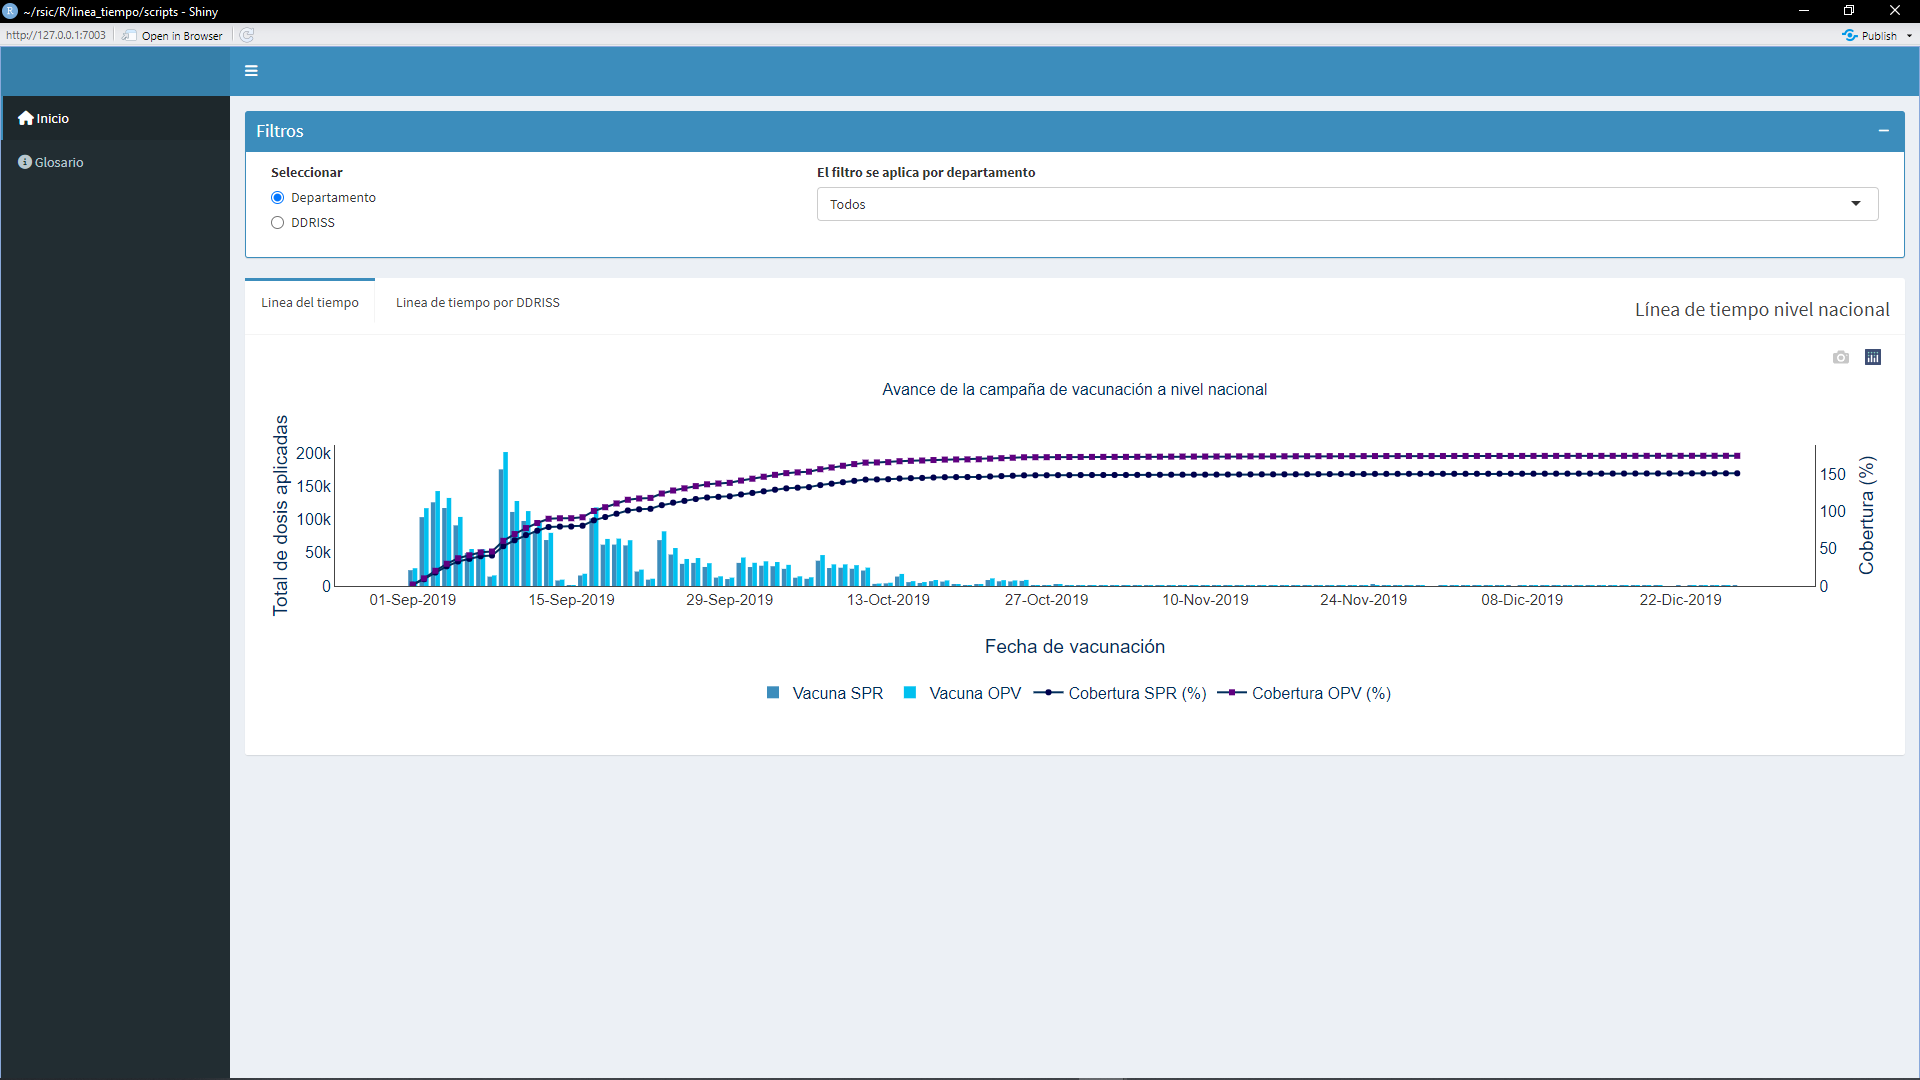 ~/rsic/R/linea_tiempo/scripts - Shiny
http://127.0.0.1:7003 Open in Browser Publish
Inicio
Glosario
Filtros
Seleccionar
Departamento
DDRISS
El filtro se aplica por departamento
Todos
Linea del tiempo Linea de tiempo por DDRISS
Línea de tiempo nivel nacional
Avance de la campaña de vacunación a nivel nacional
Total de dosis aplicadas
200k
150k
100k
50k
0
150
100
50
0
Cobertura (%)
01-Sep-2019 15-Sep-2019 29-Sep-2019 13-Oct-2019 27-Oct-2019 10-Nov-2019 24-Nov-2019 08-Dic-2019 22-Dic-2019
Fecha de vacunación
Vacuna SPR Vacuna OPV Cobertura SPR (%) Cobertura OPV (%)